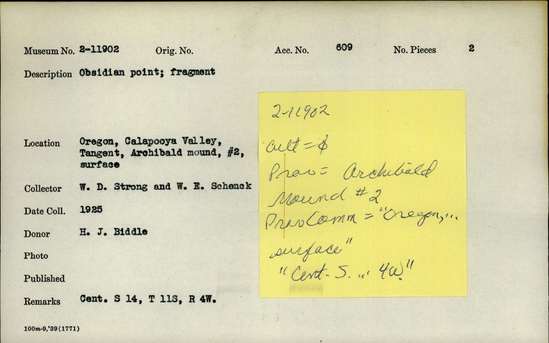 Museum No. 2-11902 Orig. No. Acc. No. 609 No. Pieces 2
Description Obsidian point; fragment
Location Oregon, Calapooya Valley,
Tangent, Archibald mound, #2,
surface
Collector W. D. Strong and W. E. Schenck
Date Coll. 1925
Donor H. J. Biddle
Photo
Published
Remarks Cent. S 14, T 11S, R 4W.
100m-9,'39(1771)
2-11902
Cult = ϕ
Prov = Archibald
Mound #2
ProvComm = "Oregon,...
surface"
"Cent. S... 4W."